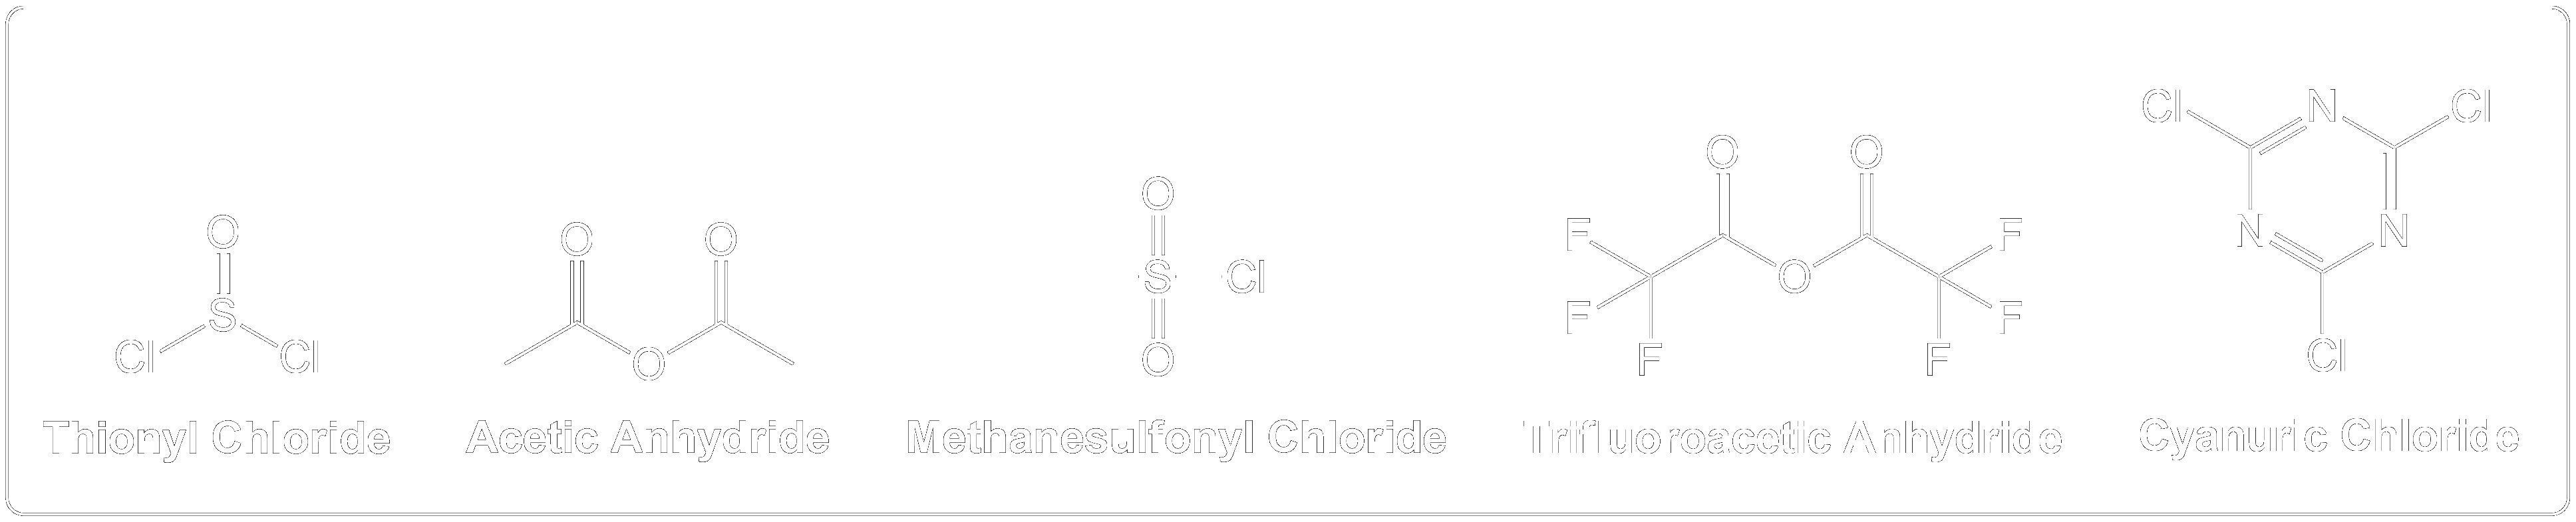 O
S
Cl Cl
Thionyl Chloride
O O
O
Acetic Anhydride
O
S Cl
O
Methanesulfonyl Chloride
O O
F F
O
F F
F F
Trifluoroacetic Anhydride
Cl N Cl
N N
Cl
Cyanuric Chloride